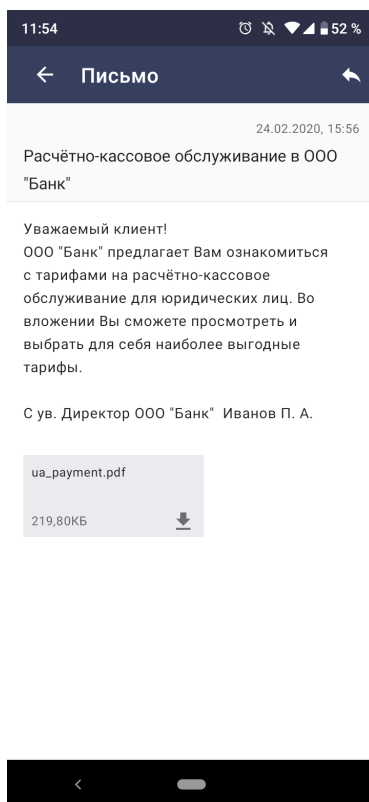 11:54
52 %
Письмо
24.02.2020, 15:56
Расчётно-кассовое обслуживание в ООО
"Банк"
Уважаемый клиент!
ООО "Банк" предлагает Вам ознакомиться
с тарифами на расчётно-кассовое
обслуживание для юридических лиц. Во
вложении Вы сможете просмотреть и
выбрать для себя наиболее выгодные
тарифы.
С ув. Директор ООО "Банк"  Иванов П. А.
ua_payment.pdf
219,80КБ